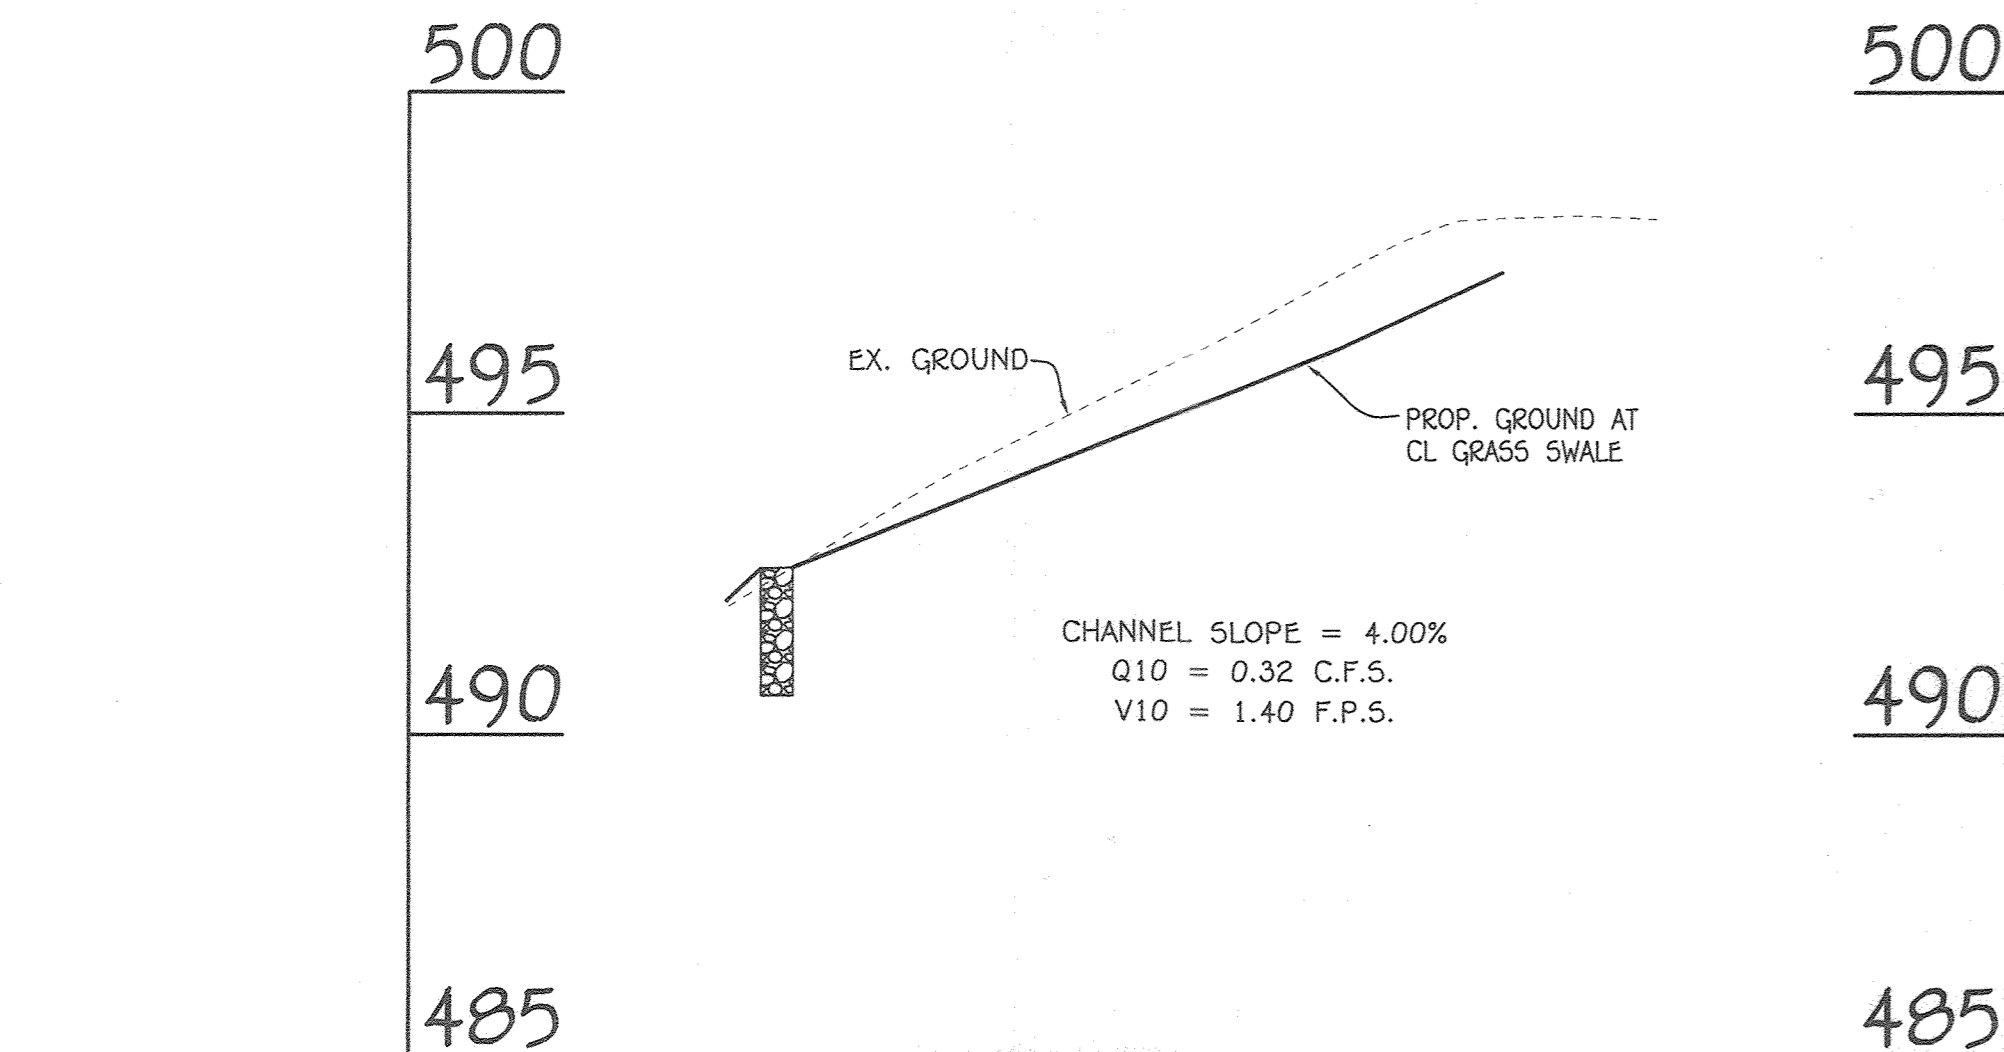 500 500
EX. GROUND
495 495
PROP. GROUND AT
CL GRASS SWALE
CHANNEL SLOPE = 4.00%
Q10 = 0.32 C.F.S.
490 490
V10 = 1.40 F.P.S.
485 485